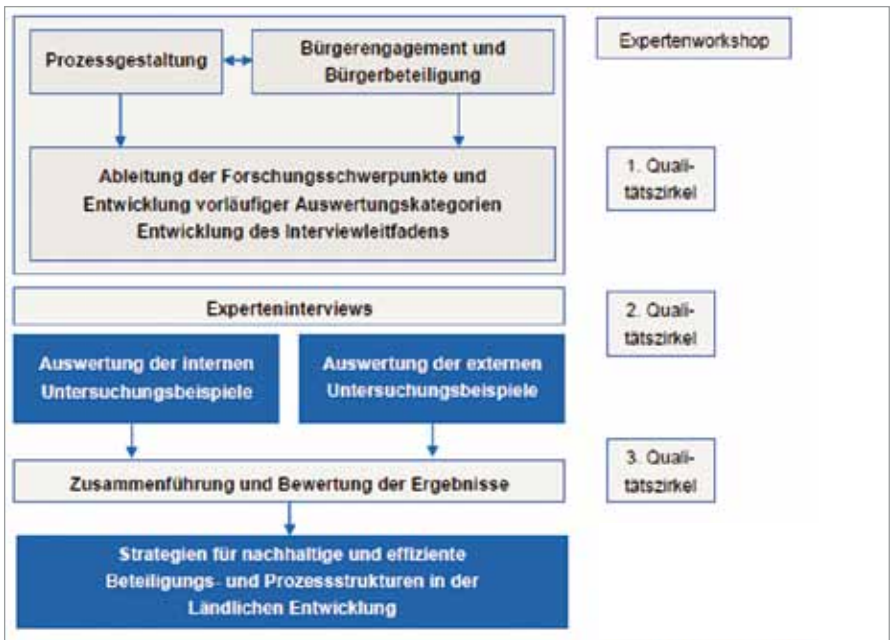 Prozessgestaltung
Bürgerengagement und
Bürgerbeteiligung
Expertenworkshop
Ableitung der Forschungsschwerpunkte und
Entwicklung vorläufiger Auswertungskategorien
Entwicklung des Interviewleitfadens
1. Quali-
tätszirkel
Experteninterviews
2. Quali-
tätszirkel
Auswertung der internen
Untersuchungsbeispiele
Auswertung der externen
Untersuchungsbeispiele
Zusammenführung und Bewertung der Ergebnisse
3. Quali-
tätszirkel
Strategien für nachhaltige und effiziente
Beteiligungs- und Prozessstrukturen in der
Ländlichen Entwicklung